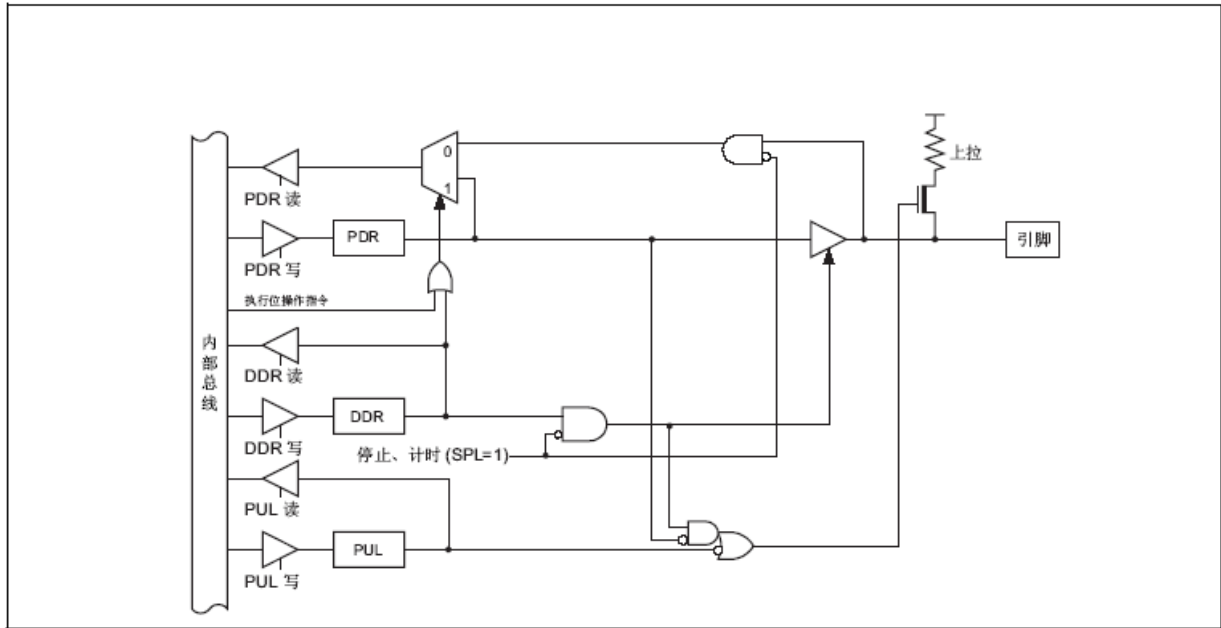 0
1
上拉
PDR 读
PDR
引脚
PDR 写
执行位操作指令
内部总线
DDR 读
DDR
DDR 写
停止、计时 (SPL=1)
PUL 读
PUL
PUL 写